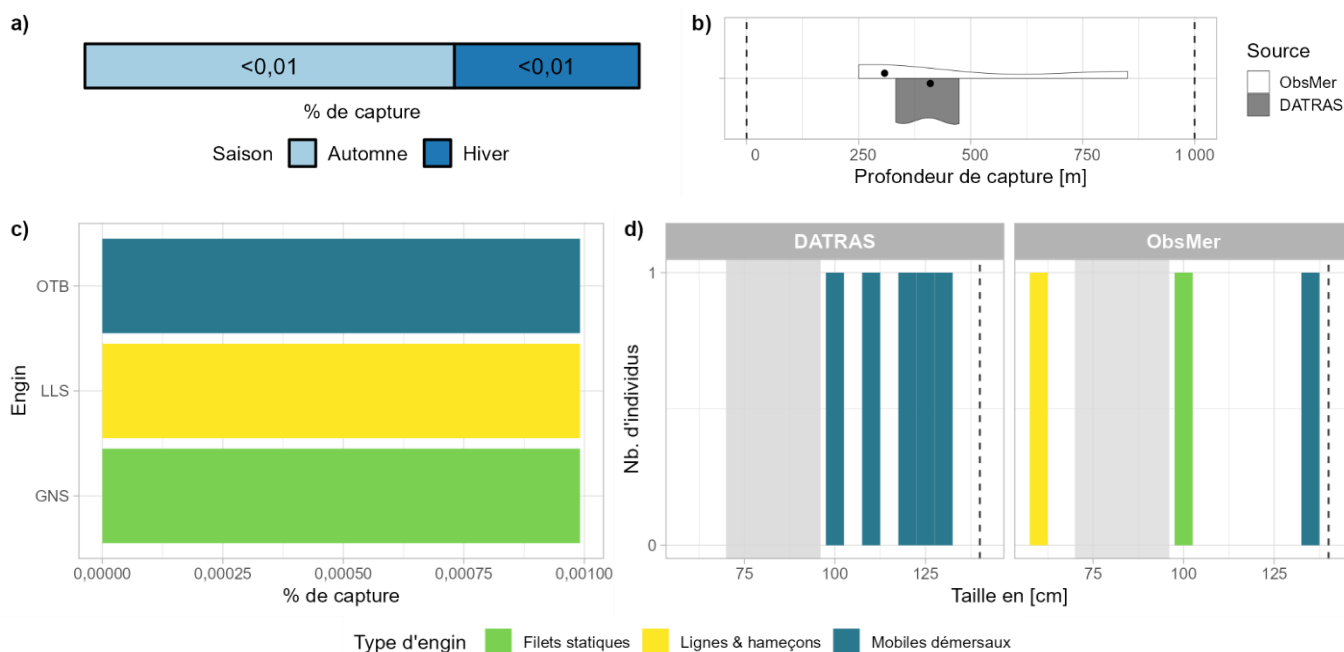 a)
<0,01 <0,01
% de capture
Saison Automne Hiver
b)
0 250 500 750 1 000
Profondeur de capture [m]
Source
ObsMer
DATRAS
c)
Engin
OTB
LLS
GNS
0,00000 0,00025 0,00050 0,00075 0,00100
% de capture
d)
DATRAS ObsMer
Nb. d'individus
1
0
75 100 125 75 100 125
Taille en [cm]
Type d'engin Filets statiques Lignes & hameçons Mobiles démersaux